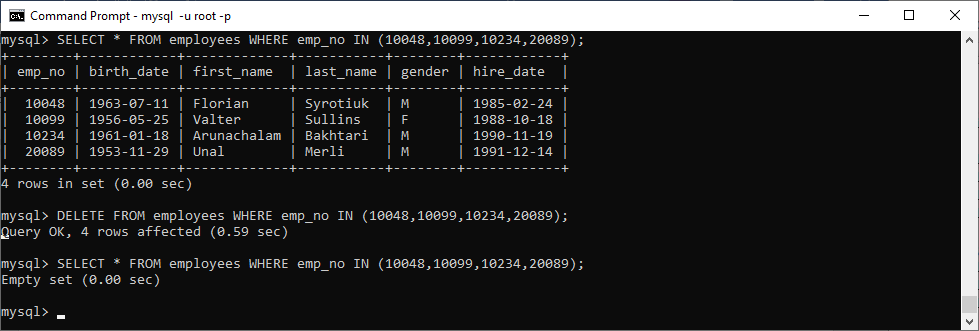 Command Prompt - mysql  -u root -p
mysql> SELECT * FROM employees WHERE emp_no IN (10048,10099,10234,20089);
+--------+------------+-------------+-----------+--------+------------+
| emp_no | birth_date | first_name  | last_name | gender | hire_date  |
+--------+------------+-------------+-----------+--------+------------+
|  10048 | 1963-07-11 | Florian     | Syrotiuk  | M      | 1985-02-24 |
|  10099 | 1956-05-25 | Valter      | Sullins   | F      | 1988-10-18 |
|  10234 | 1961-01-18 | Arunachalam | Bakhtari  | M      | 1990-11-19 |
|  20089 | 1953-11-29 | Unal        | Merli     | M      | 1991-12-14 |
+--------+------------+-------------+-----------+--------+------------+
4 rows in set (0.00 sec)
mysql> DELETE FROM employees WHERE emp_no IN (10048,10099,10234,20089);
Query OK, 4 rows affected (0.59 sec)
mysql> SELECT * FROM employees WHERE emp_no IN (10048,10099,10234,20089);
Empty set (0.00 sec)
mysql>